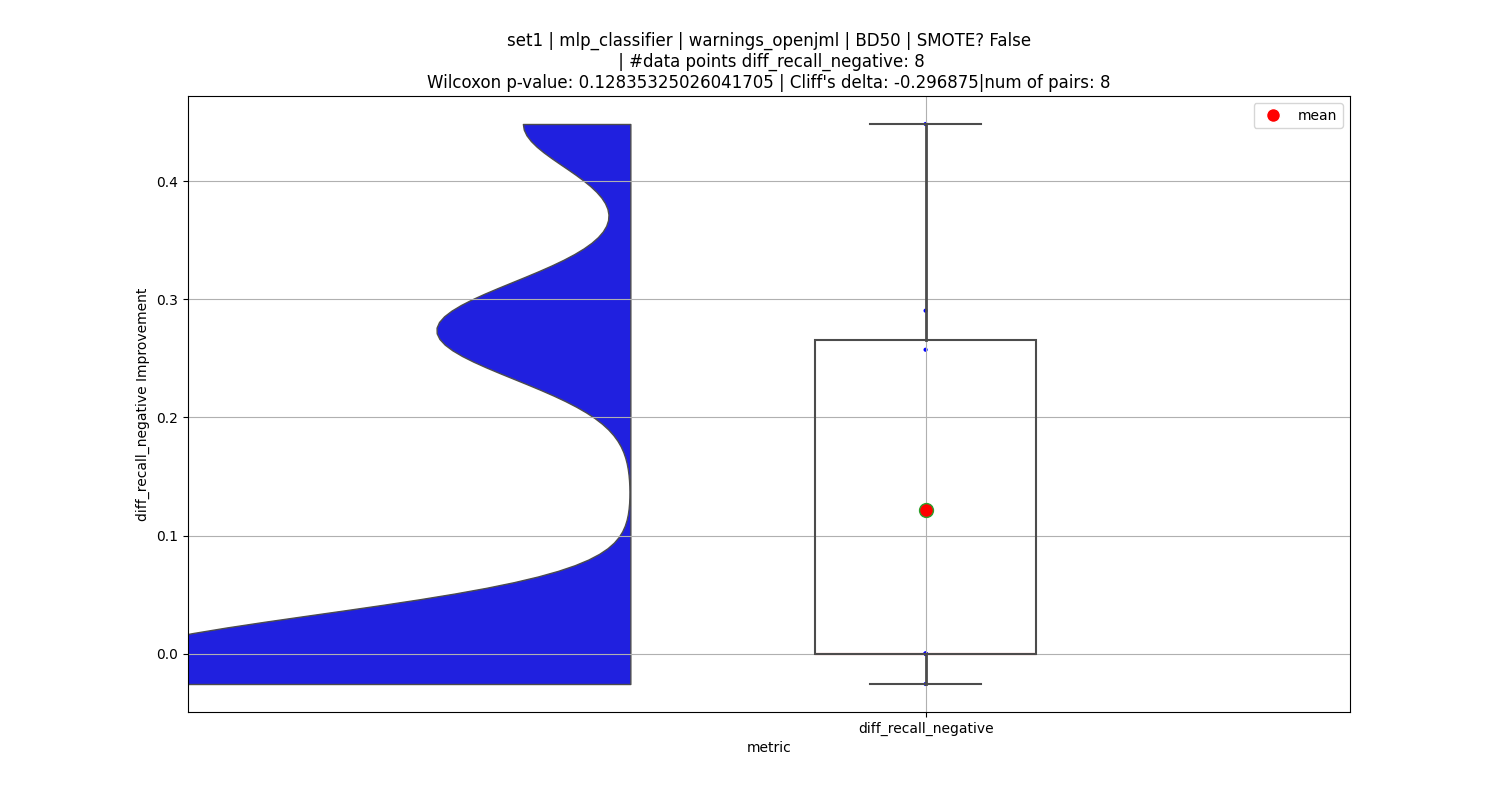 set1 | mlp_classifier | warnings_openjml | BD50 | SMOTE? False
| #data points diff_recall_negative: 8
Wilcoxon p-value: 0.12835325026041705 | Cliff's delta: -0.296875|num of pairs: 8
mean
0.4
0.3
0.2
0.1
0.0
diff_recall_negative Improvement
diff_recall_negative
metric